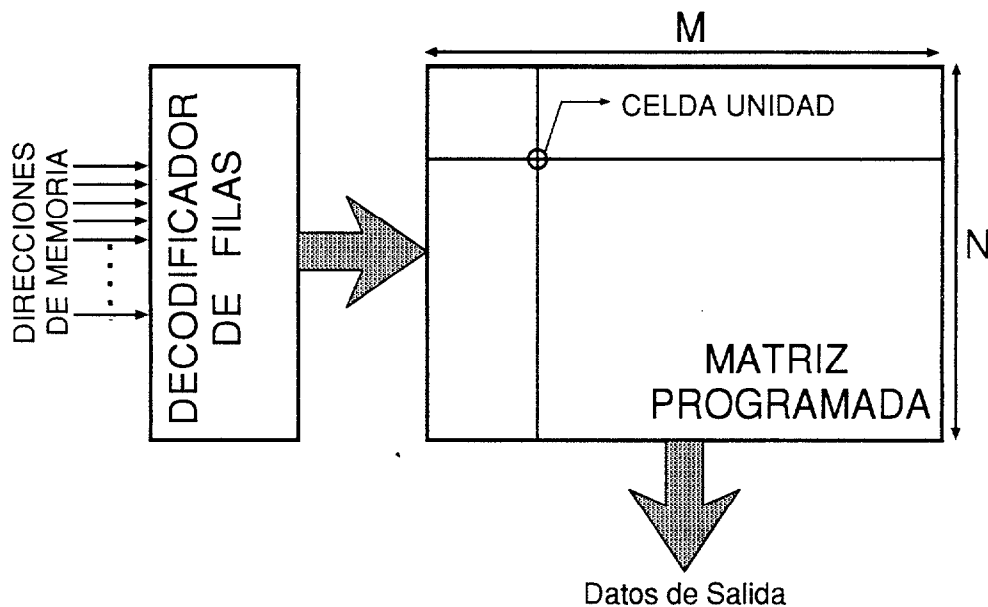 M
CELDA UNIDAD
DIRECCIONES
DE MEMORIA
DECODIFICADOR
DE FILAS
N
MATRIZ
PROGRAMADA
Datos de Salida